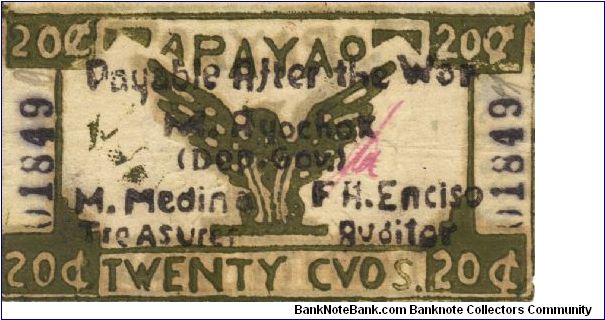 20¢ APAYAO 20¢
Payable After the War
M. Ayochok
(Dep. Gov.)
M. Medina F H. Enciso
Treasurer Auditor
01849 01849
20¢ TWENTY CVOS. 20¢
BankNoteBank.com Banknote Collectors Community